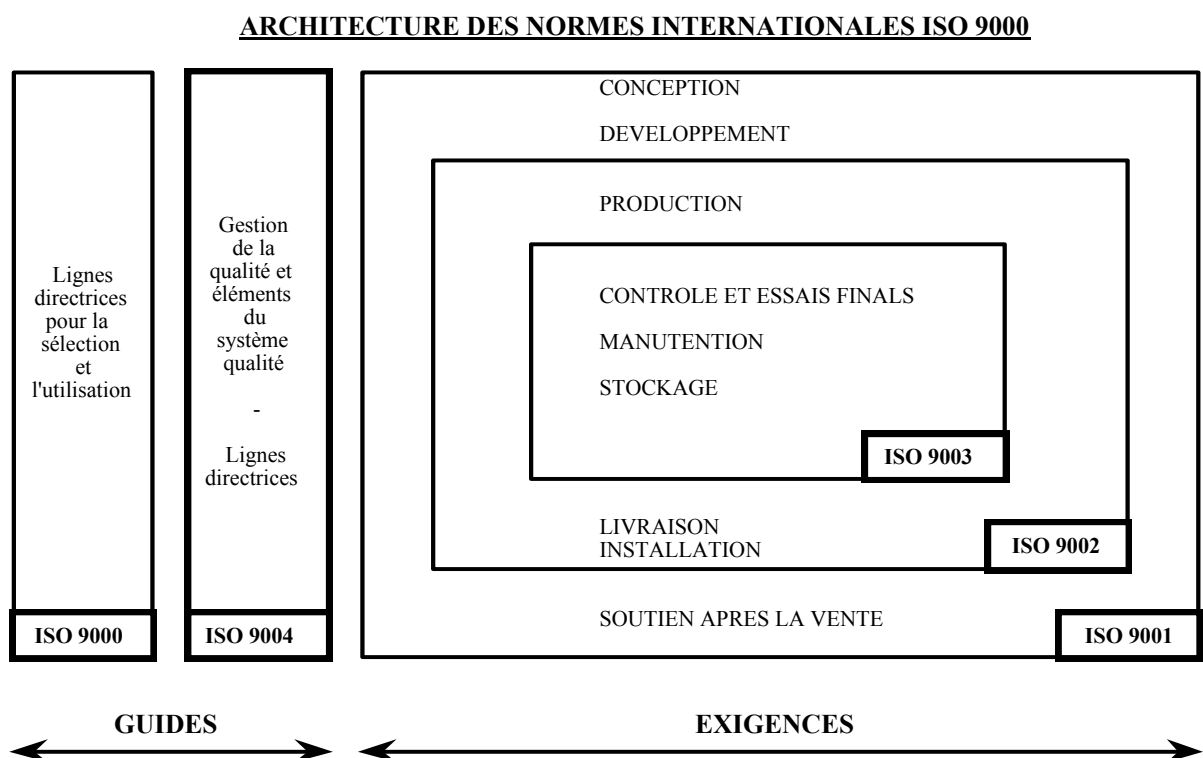 ARCHITECTURE DES NORMES INTERNATIONALES ISO 9000
Lignes
directrices
pour la
sélection
et
l'utilisation
ISO 9000
Gestion
de la
qualité et
éléments
du
système
qualité
-
Lignes
directrices
ISO 9004
CONCEPTION
DEVELOPPEMENT
PRODUCTION
CONTROLE ET ESSAIS FINALS
MANUTENTION
STOCKAGE
ISO 9003
LIVRAISON
INSTALLATION
ISO 9002
SOUTIEN APRES LA VENTE
ISO 9001
GUIDES
EXIGENCES